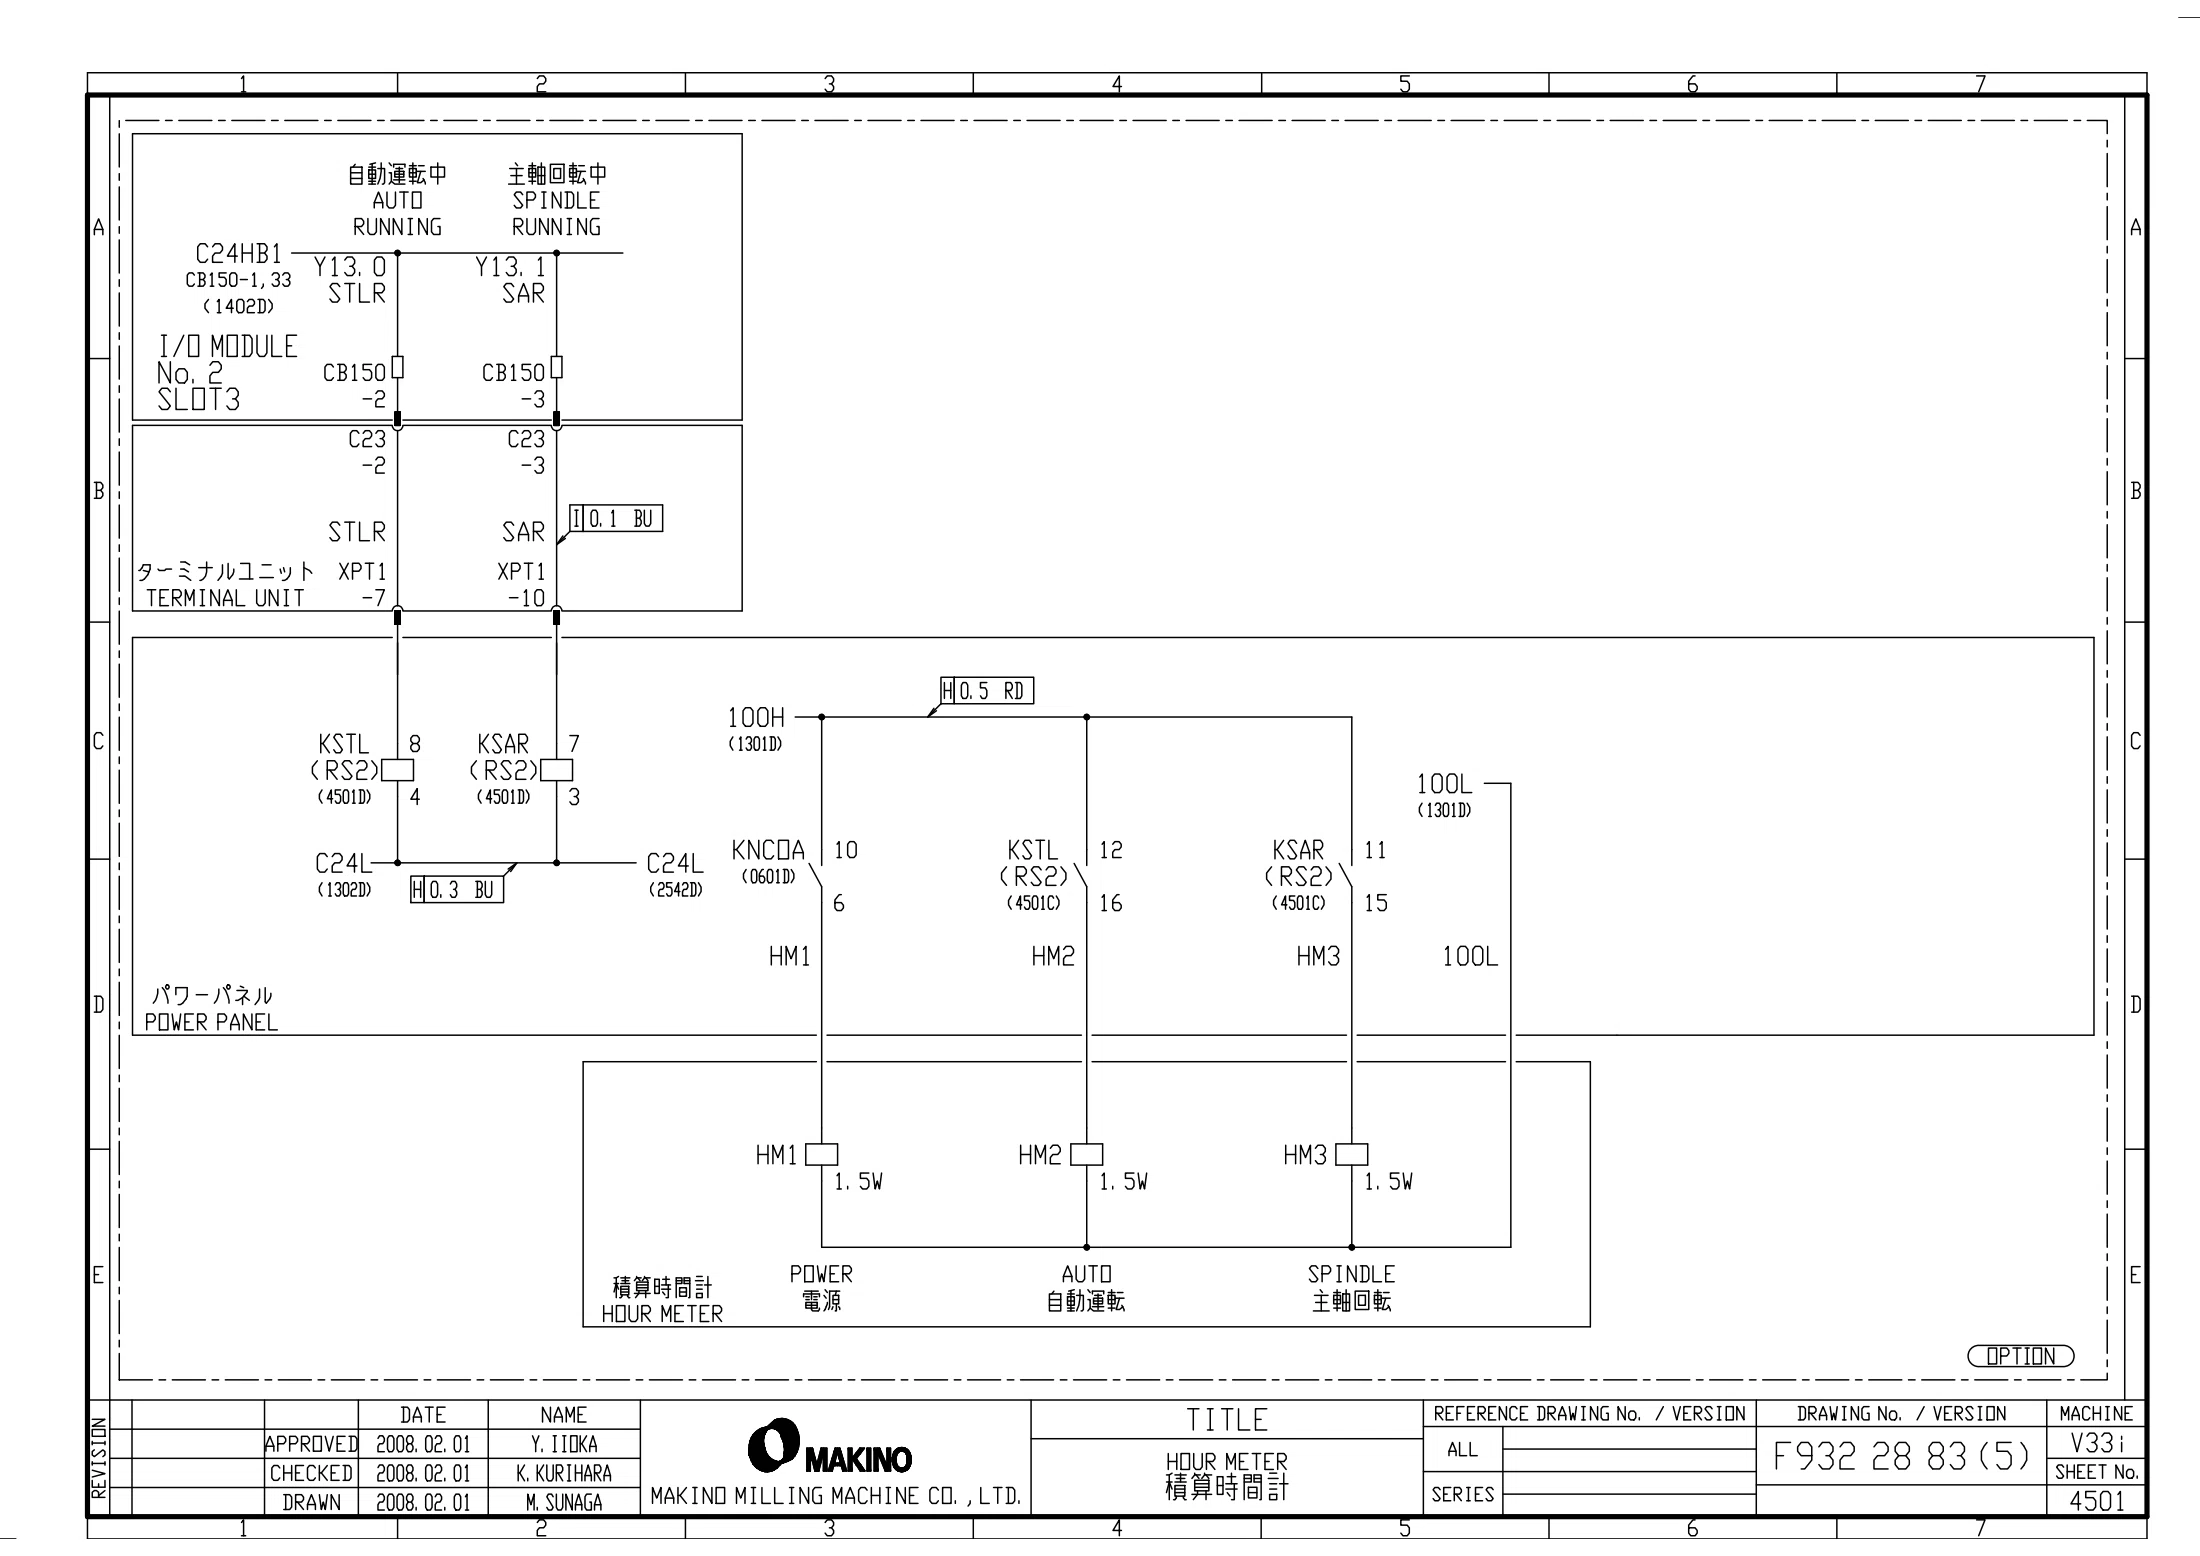 1 2 3 4 5 6 7
A A
B B
C C
D D
E E
自動運転中
AUTO
RUNNING
主軸回転中
SPINDLE
RUNNING
C24HB1
CB150-1,33
(1402D)
Y13.0
STLR
Y13.1
SAR
I/O MODULE
No.2
SLOT3
CB150
-2
CB150
-3
C23
-2
C23
-3
STLR
SAR
I 0.1 BU
ターミナルユニット
TERMINAL UNIT
XPT1
-7
XPT1
-10
KSTL
(RS2)
(4501D)
8
4
KSAR
(RS2)
(4501D)
7
3
C24L
(1302D)
H 0.3 BU
C24L
(2542D)
100H
(1301D)
H 0.5 RD
100L
(1301D)
KNCOA
(0601D)
10
6
KSTL
(RS2)
(4501C)
12
16
KSAR
(RS2)
(4501C)
11
15
HM1
HM2
HM3
100L
パワーパネル
POWER PANEL
HM1
1.5W
HM2
1.5W
HM3
1.5W
積算時間計
HOUR METER
POWER
電源
AUTO
自動運転
SPINDLE
主軸回転
OPTION
REVISION
DATE NAME
APPROVED 2008.02.01 Y.IIOKA
CHECKED 2008.02.01 K.KURIHARA
DRAWN 2008.02.01 M.SUNAGA
MAKINO
MAKINO MILLING MACHINE CO.,LTD.
TITLE
HOUR METER
積算時間計
REFERENCE DRAWING No. / VERSION
ALL
SERIES
DRAWING No. / VERSION
F932 28 83(5)
MACHINE
V33i
SHEET No.
4501
1 2 3 4 5 6 7